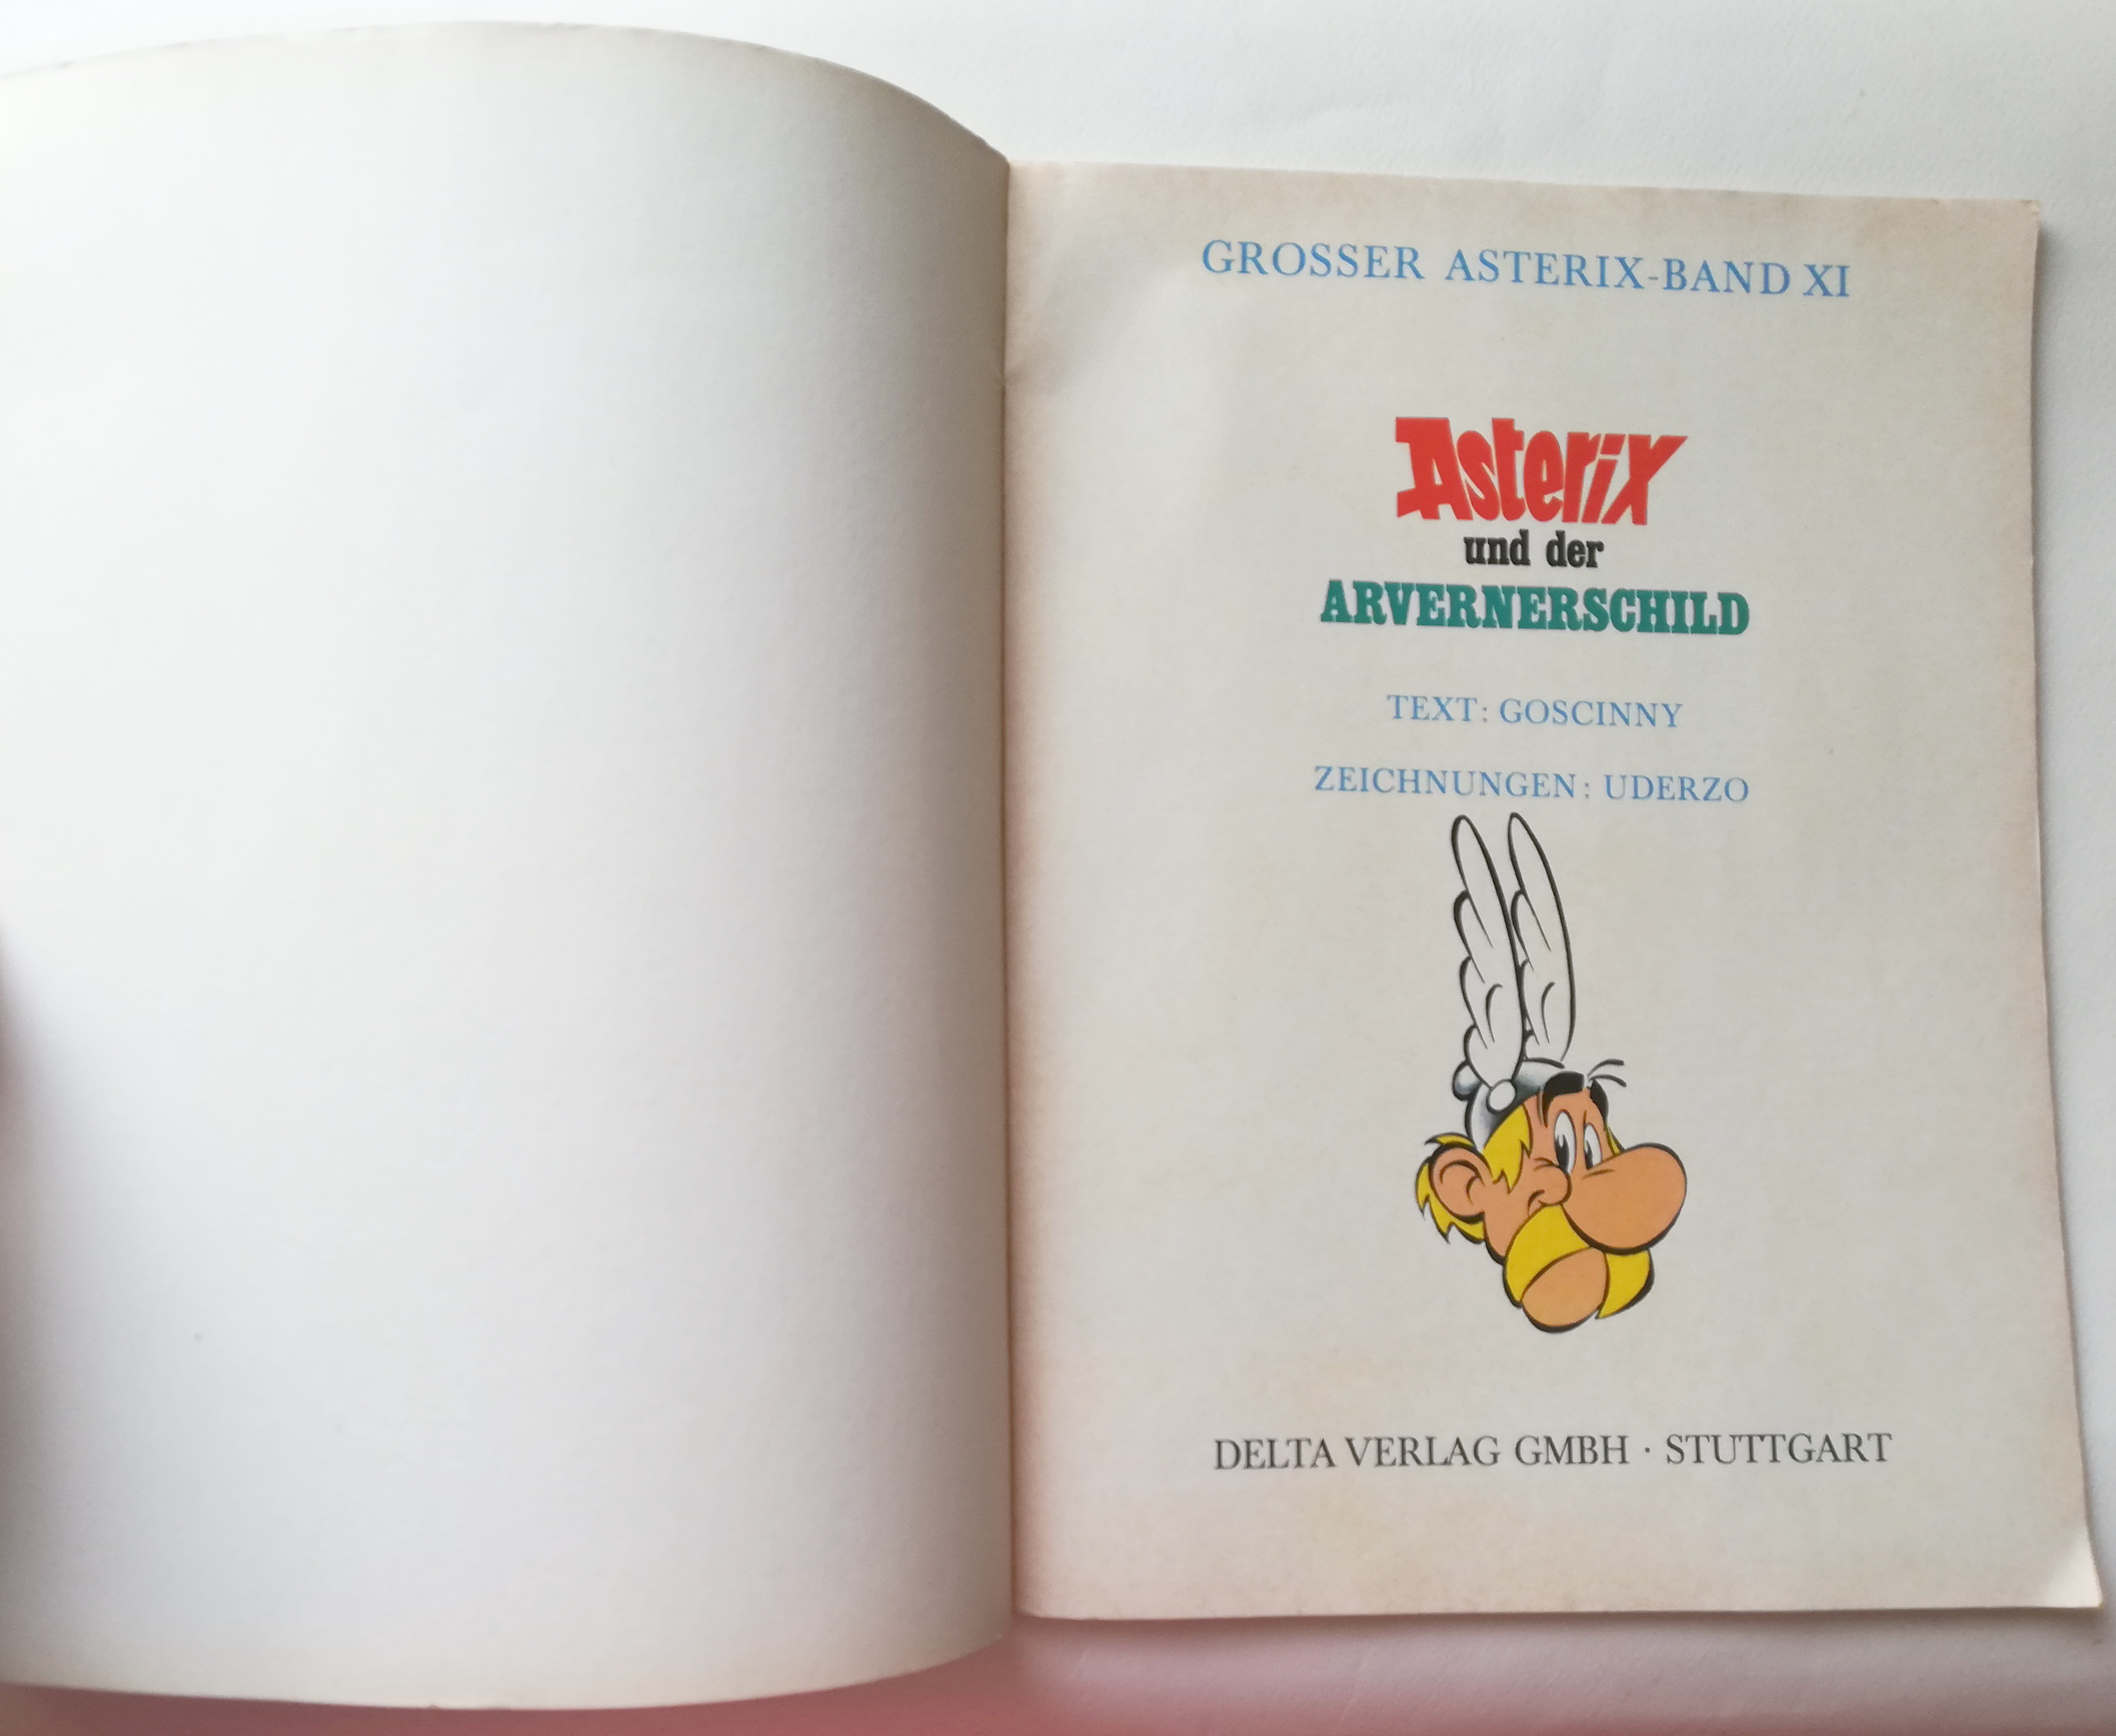 GROSSER ASTERIX-BAND XI
Asterix
und der
ARVERNERSCHILD
TEXT: GOSCINNY
ZEICHNUNGEN: UDERZO
DELTA VERLAG GMBH · STUTTGART